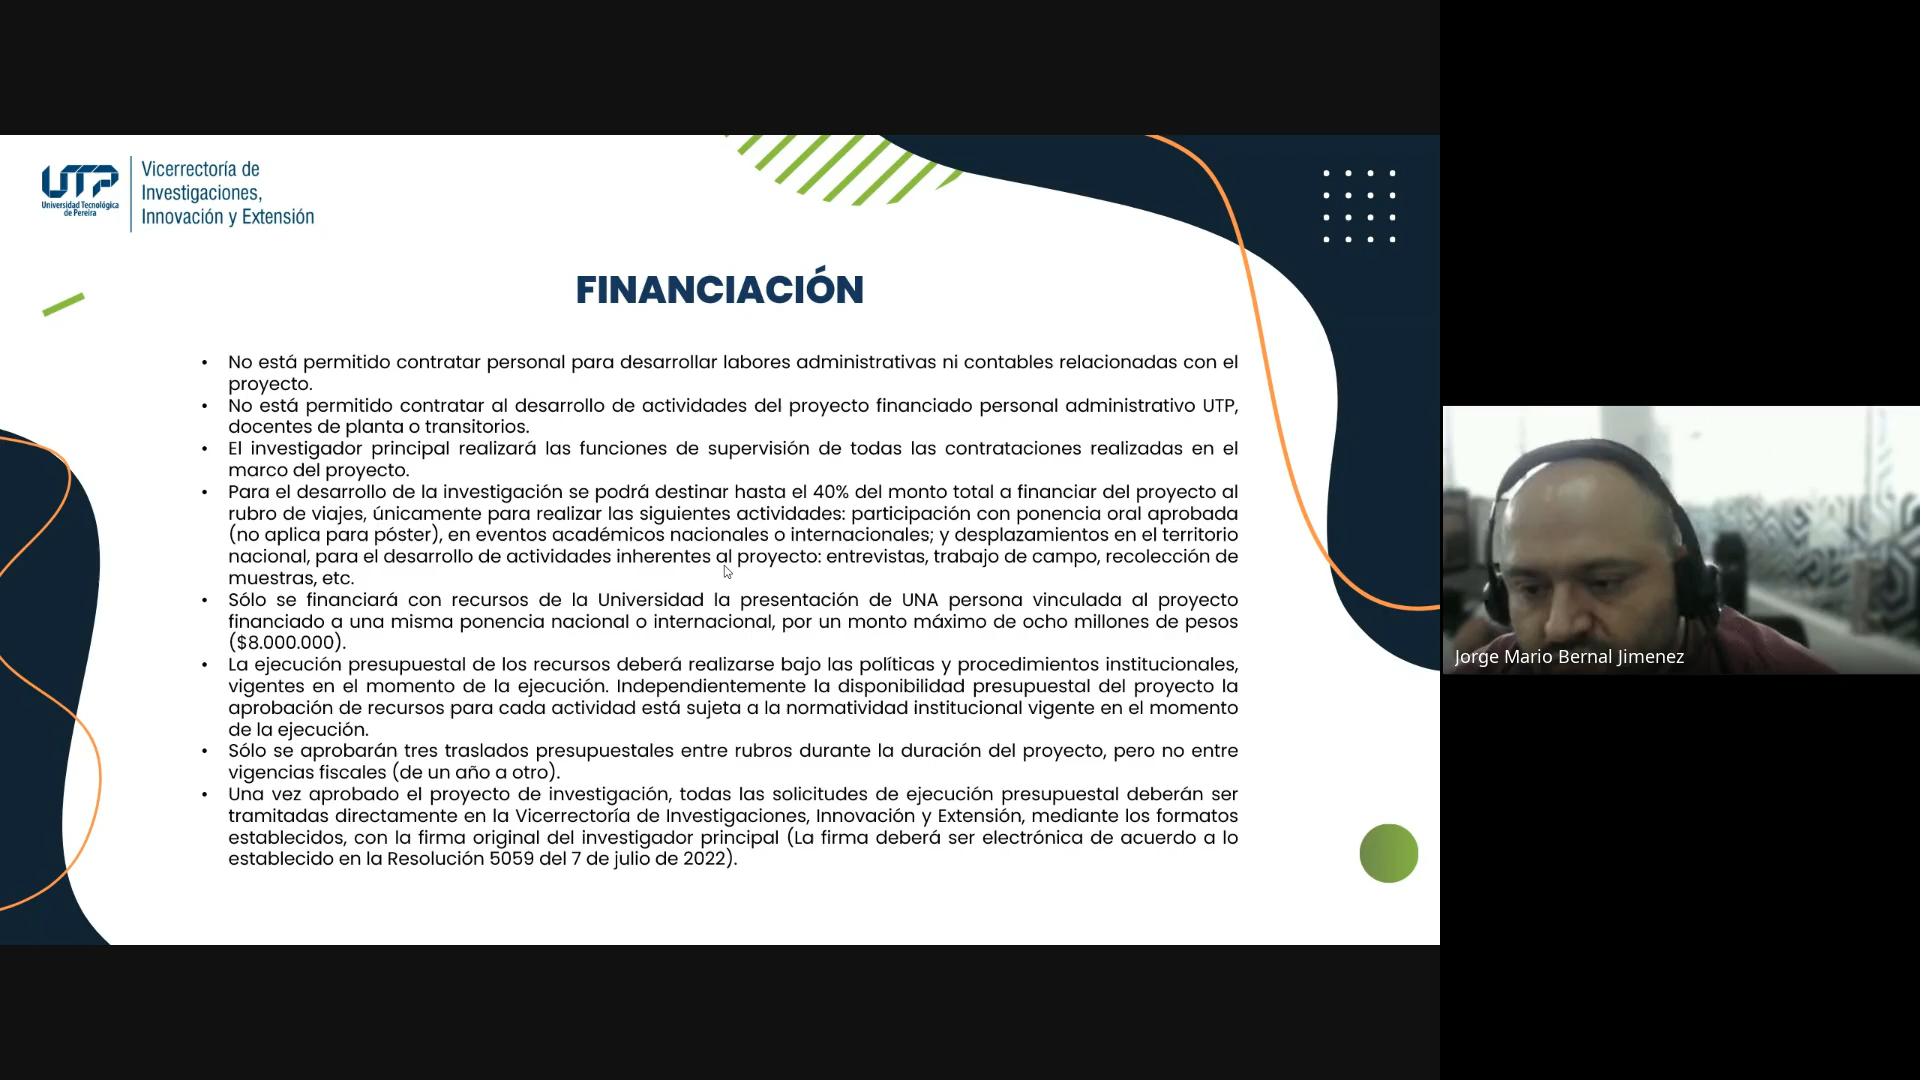 UTP
Universidad Tecnológica
de Pereira
Vicerrectoría de
Investigaciones,
Innovación y Extensión
FINANCIACIÓN
• No está permitido contratar personal para desarrollar labores administrativas ni contables relacionadas con el
proyecto.
• No está permitido contratar al desarrollo de actividades del proyecto financiado personal administrativo UTP,
docentes de planta o transitorios.
• El investigador principal realizará las funciones de supervisión de todas las contrataciones realizadas en el
marco del proyecto.
• Para el desarrollo de la investigación se podrá destinar hasta el 40% del monto total a financiar del proyecto al
rubro de viajes, únicamente para realizar las siguientes actividades: participación con ponencia oral aprobada
(no aplica para póster), en eventos académicos nacionales o internacionales; y desplazamientos en el territorio
nacional, para el desarrollo de actividades inherentes al proyecto: entrevistas, trabajo de campo, recolección de
muestras, etc.
• Sólo se financiará con recursos de la Universidad la presentación de UNA persona vinculada al proyecto
financiado a una misma ponencia nacional o internacional, por un monto máximo de ocho millones de pesos
($8.000.000).
• La ejecución presupuestal de los recursos deberá realizarse bajo las políticas y procedimientos institucionales,
vigentes en el momento de la ejecución. Independientemente la disponibilidad presupuestal del proyecto la
aprobación de recursos para cada actividad está sujeta a la normatividad institucional vigente en el momento
de la ejecución.
• Sólo se aprobarán tres traslados presupuestales entre rubros durante la duración del proyecto, pero no entre
vigencias fiscales (de un año a otro).
• Una vez aprobado el proyecto de investigación, todas las solicitudes de ejecución presupuestal deberán ser
tramitadas directamente en la Vicerrectoría de Investigaciones, Innovación y Extensión, mediante los formatos
establecidos, con la firma original del investigador principal (La firma deberá ser electrónica de acuerdo a lo
establecido en la Resolución 5059 del 7 de julio de 2022).
Jorge Mario Bernal Jimenez